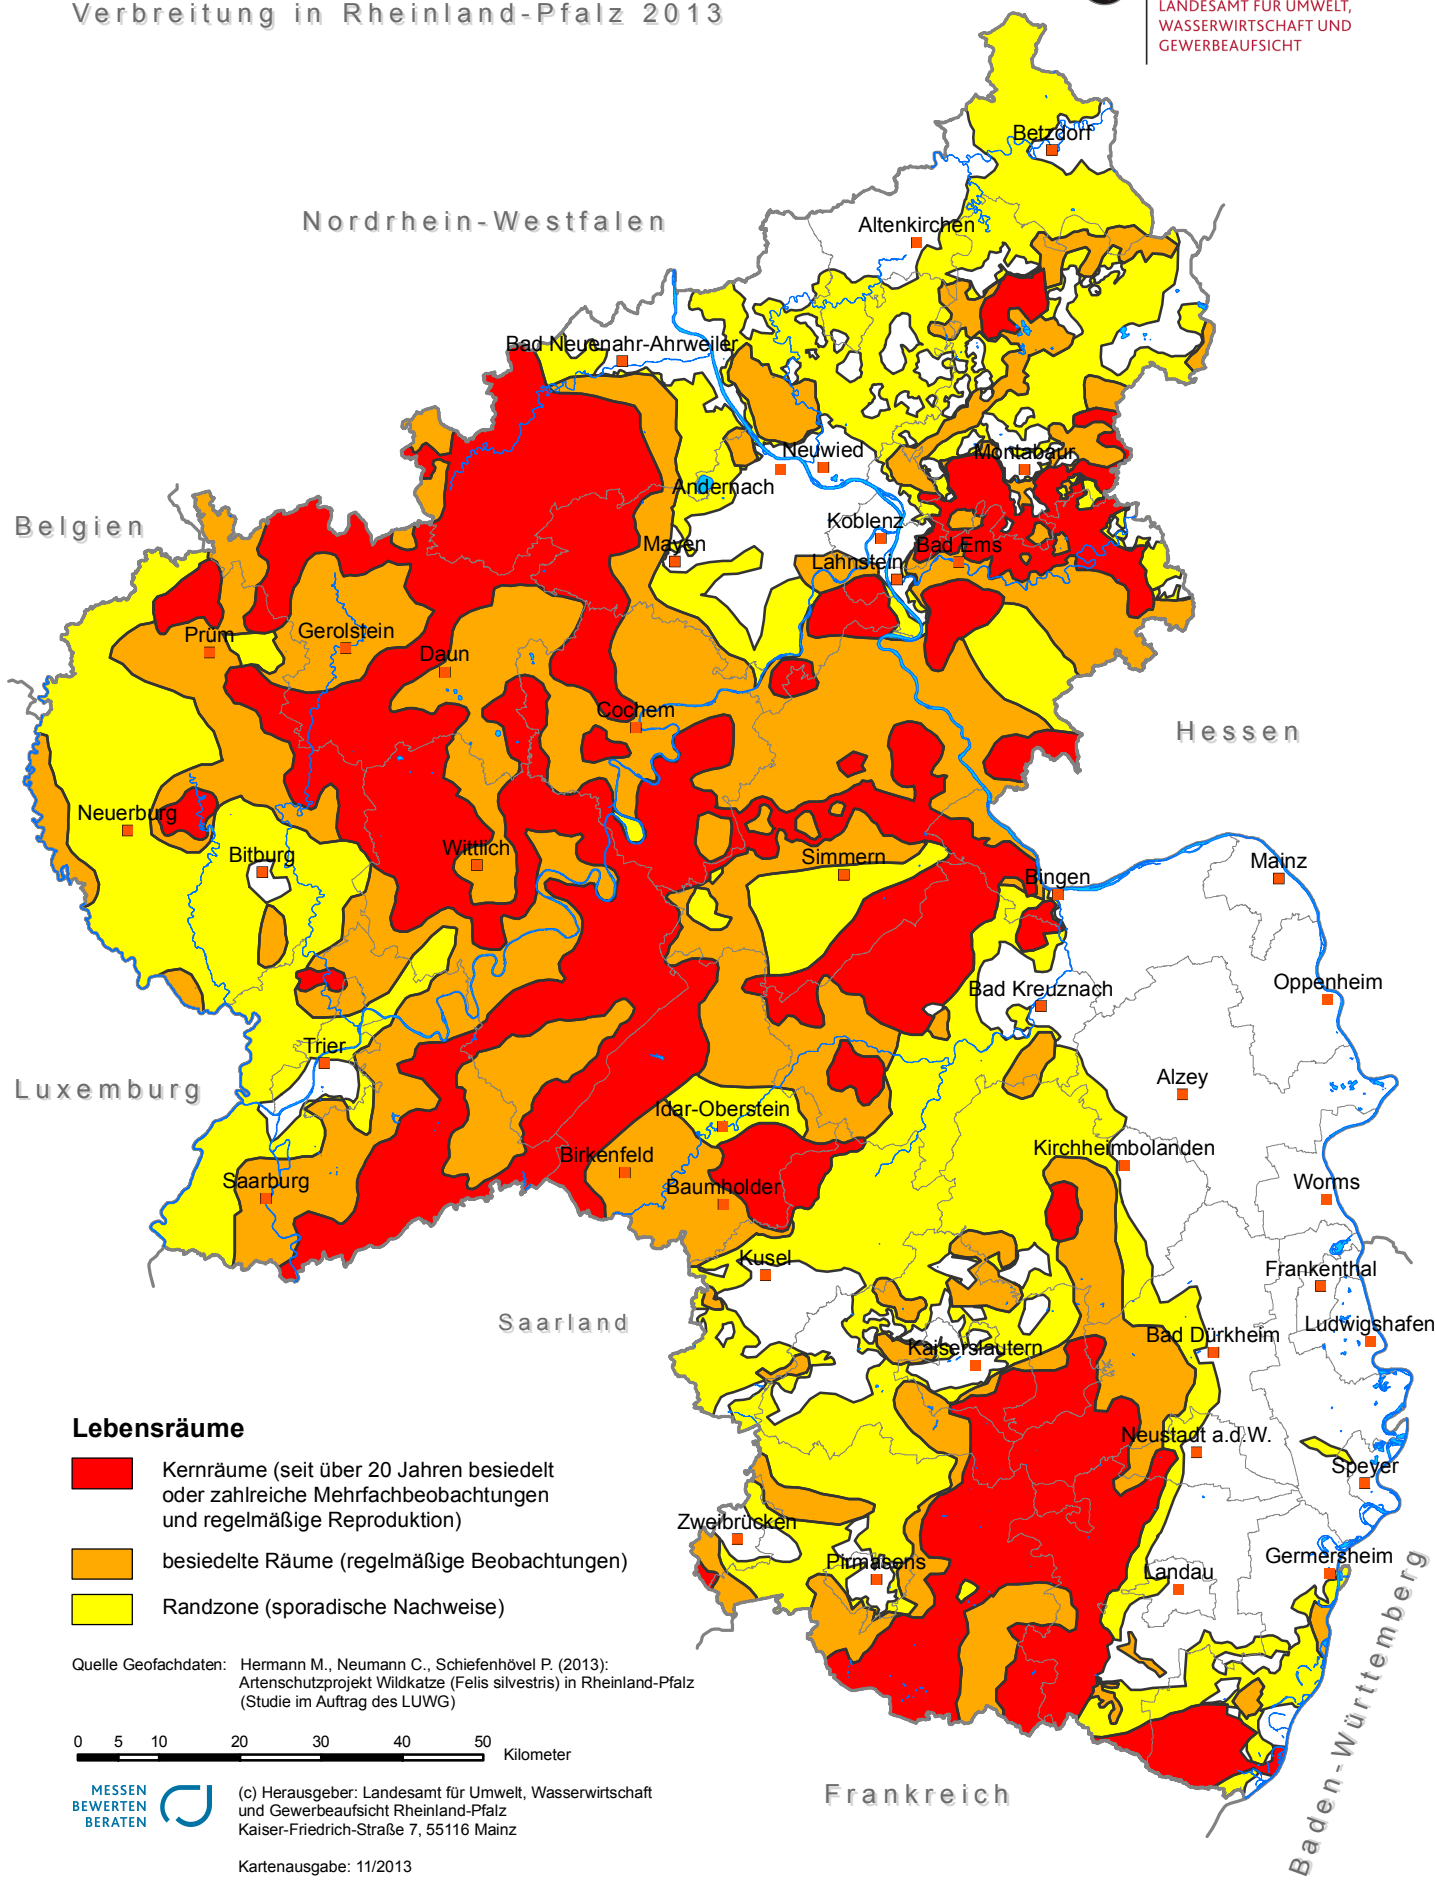 Verbreitung in Rheinland-Pfalz 2013
LANDESAMT FÜR UMWELT,
WASSERWIRTSCHAFT UND
GEWERBEAUFSICHT
Betzdorf
Nordrhein-Westfalen
Altenkirchen
Bad Neuenahr-Ahrweiler
Neuwied
Montabaur
Andernach
Belgien
Koblenz
Mayen
Bad Ems
Lahnstein
Prüm
Gerolstein
Daun
Cochem
Hessen
Neuerburg
Wittlich
Bitburg
Simmern
Mainz
Bingen
Oppenheim
Bad Kreuznach
Trier
Alzey
Luxemburg
Idar-Oberstein
Kirchheimbolanden
Birkenfeld
Saarburg
Baumholder
Worms
Kusel
Frankenthal
Saarland
Ludwigshafen
Bad Dürkheim
Kaiserslautern
Neustadt a.d.W.
Speyer
Zweibrücken
Pirmasens
Germersheim
Landau
Baden-Württemberg
Frankreich
Lebensräume
Kernräume (seit über 20 Jahren besiedelt
oder zahlreiche Mehrfachbeobachtungen
und regelmäßige Reproduktion)
besiedelte Räume (regelmäßige Beobachtungen)
Randzone (sporadische Nachweise)
Quelle Geofachdaten: Hermann M., Neumann C., Schiefenhövel P. (2013):
Artenschutzprojekt Wildkatze (Felis silvestris) in Rheinland-Pfalz
(Studie im Auftrag des LUWG)
0 5 10 20 30 40 50
Kilometer
MESSEN
BEWERTEN
BERATEN
(c) Herausgeber: Landesamt für Umwelt, Wasserwirtschaft
und Gewerbeaufsicht Rheinland-Pfalz
Kaiser-Friedrich-Straße 7, 55116 Mainz
Kartenausgabe: 11/2013